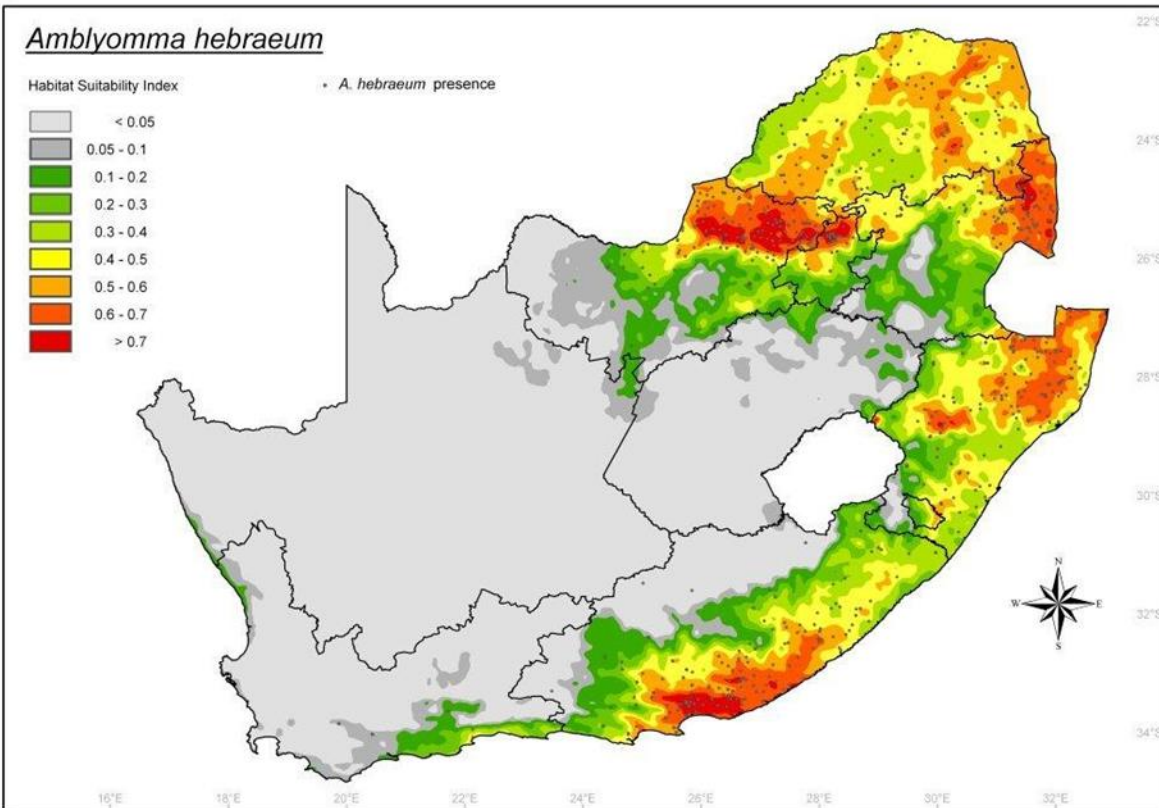 Amblyomma hebraeum
Habitat Suitability Index
• A. hebraeum presence
< 0.05
0.05 - 0.1
0.1 - 0.2
0.2 - 0.3
0.3 - 0.4
0.4 - 0.5
0.5 - 0.6
0.6 - 0.7
> 0.7
22°S
24°S
26°S
28°S
30°S
32°S
34°S
N
W
E
S
16°E
18°E
20°E
22°E
24°E
26°E
28°E
30°E
32°E